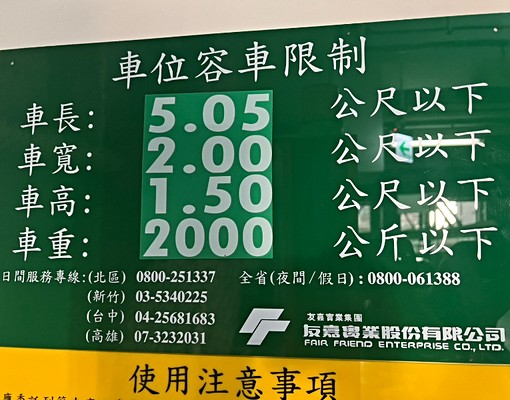 車位容車限制
車長: 5.05 公尺以下
車寬: 2.00 公尺以下
車高: 1.50 公尺以下
車重: 2000 公斤以下
日間服務專線:(北區) 0800-251337 全省(夜間/假日):0800-061388
(新竹) 03-5340225
(台中) 04-25681683
(高雄) 07-3232031
友嘉實業集團
友嘉實業股份有限公司
FAIR FRIEND ENTERPRISE CO., LTD.
使用注意事項